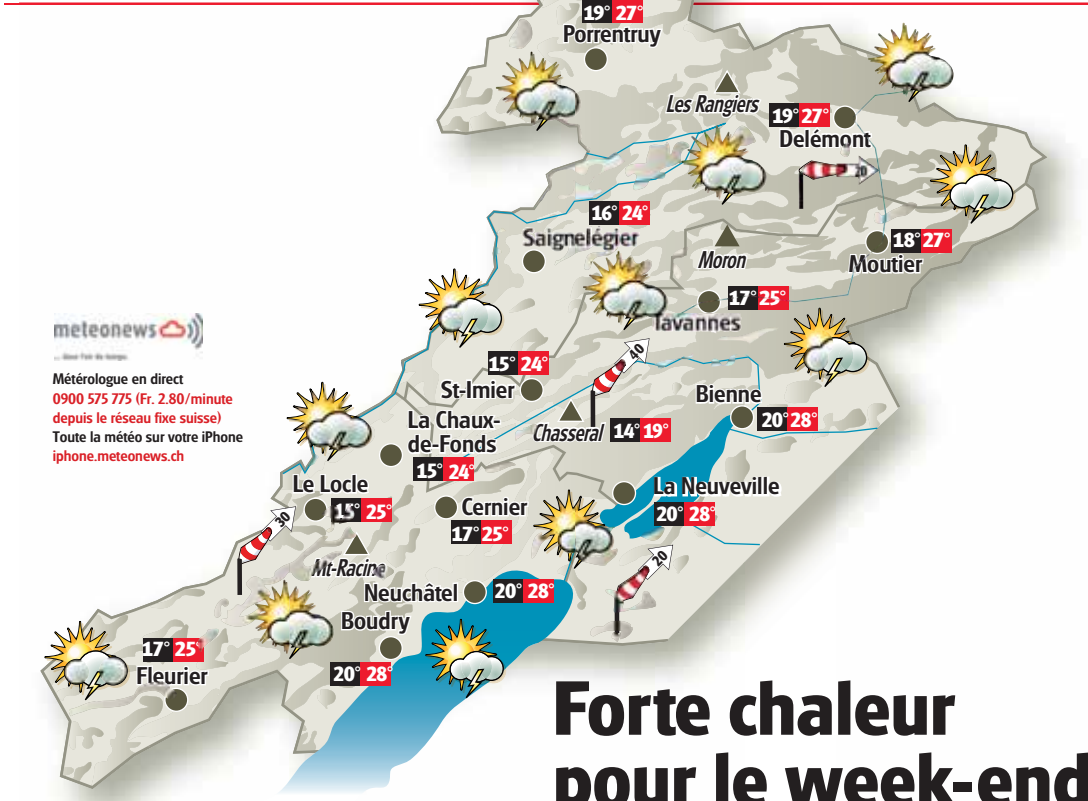 19° 27°
Porrentruy
Les Rangiers
19° 27°
Delémont
20
16° 24°
Saignelégier
Moron
18° 27°
Moutier
17° 25°
Tavannes
meteonews
Météorologue en direct
0900 575 775 (Fr. 2.80/minute
depuis le réseau fixe suisse)
Toute la météo sur votre iPhone
iphone.meteonews.ch
15° 24°
St-Imier
40
Chasseral 14° 19°
Bienne
20° 28°
La Chaux-
de-Fonds
15° 24°
Le Locle
15° 25°
Cernier
17° 25°
La Neuveville
20° 28°
30
Mt-Racine
20
Neuchâtel 20° 28°
Boudry
20° 28°
17° 25°
Fleurier
Forte chaleur
pour le week-end